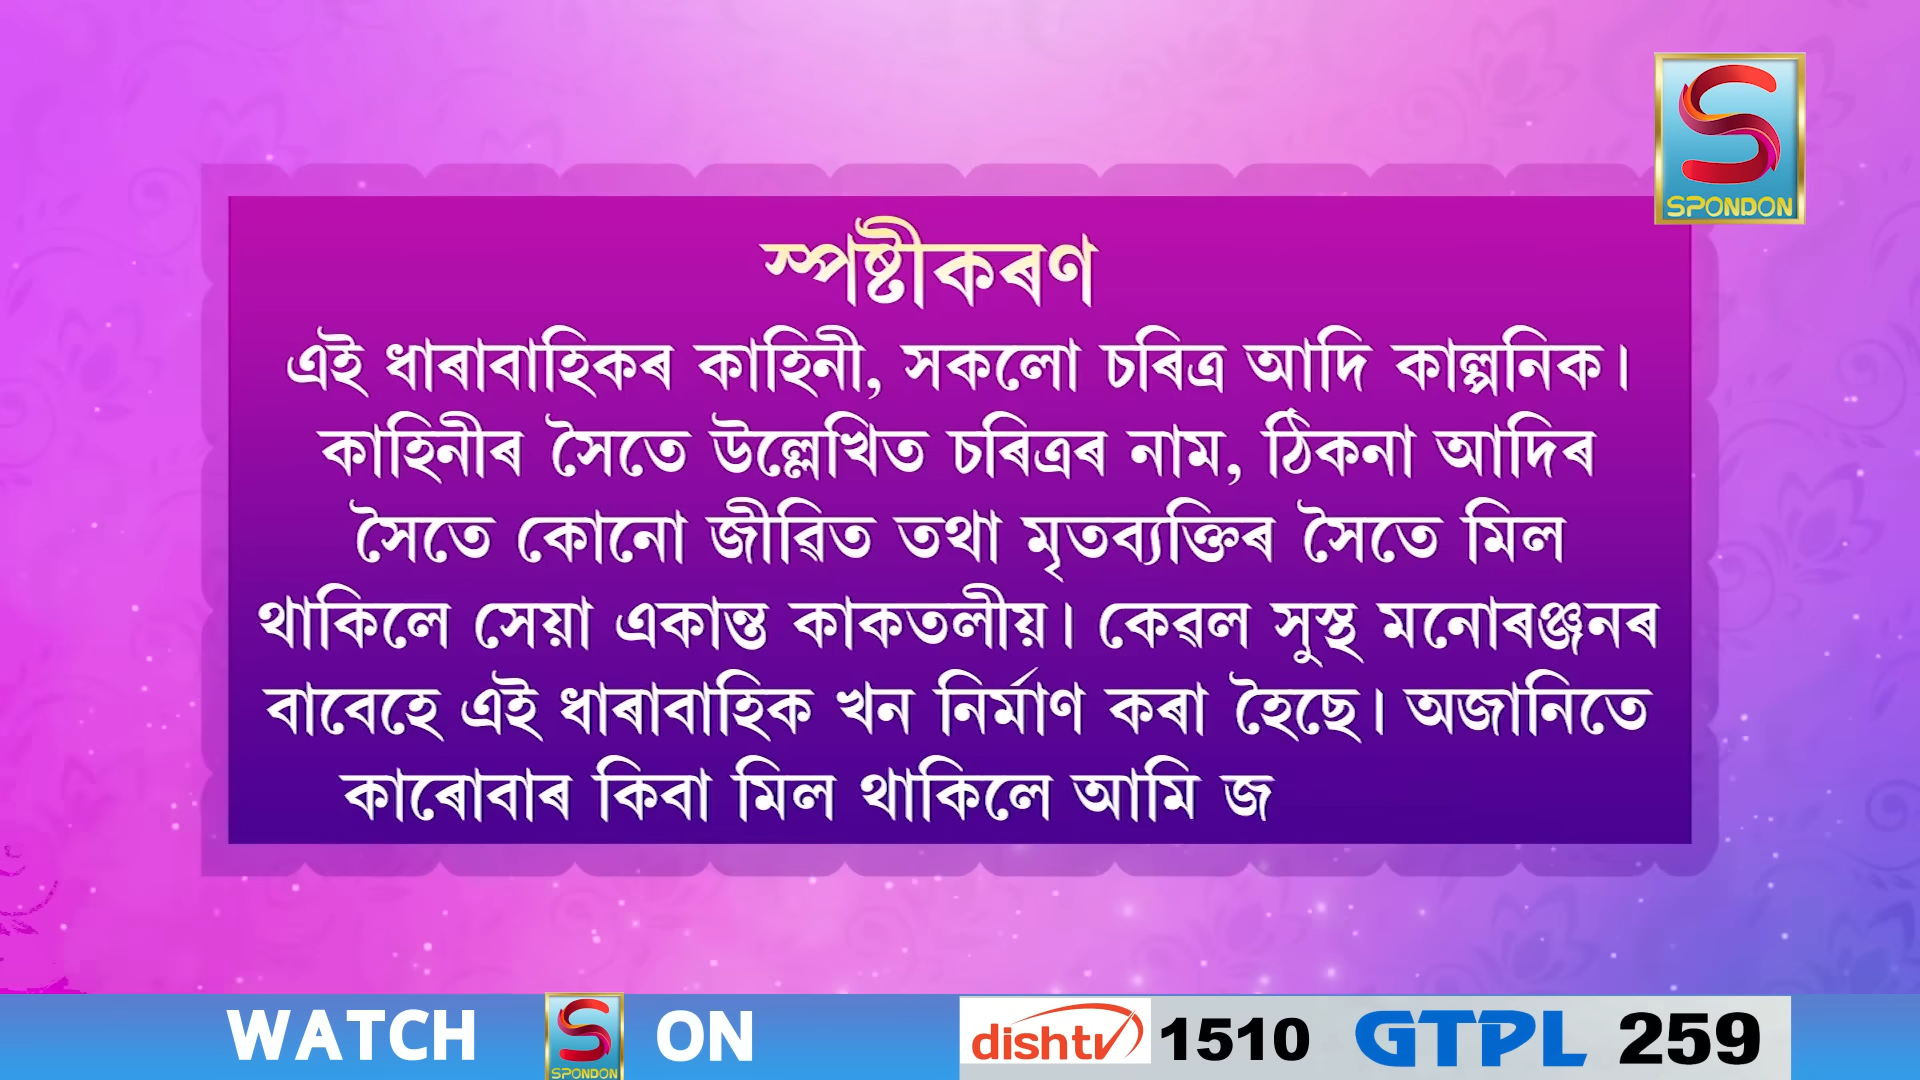 SPONDON
স্পষ্টীকৰণ
এই ধাৰাবাহিকৰ কাহিনী, সকলো চৰিত্ৰ আদি কাল্পনিক।
কাহিনীৰ সৈতে উল্লেখিত চৰিত্ৰৰ নাম, ঠিকনা আদিৰ
সৈতে কোনো জীৱিত তথা মৃতব্যক্তিৰ সৈতে মিল
থাকিলে সেয়া একান্ত কাকতলীয়। কেৱল সুস্থ মনোৰঞ্জনৰ
বাবেহে এই ধাৰাবাহিক খন নিৰ্মাণ কৰা হৈছে। অজানিতে
কাৰোবাৰ কিবা মিল থাকিলে আমি জ
WATCH SPONDON ON dishtv 1510 GTPL 259